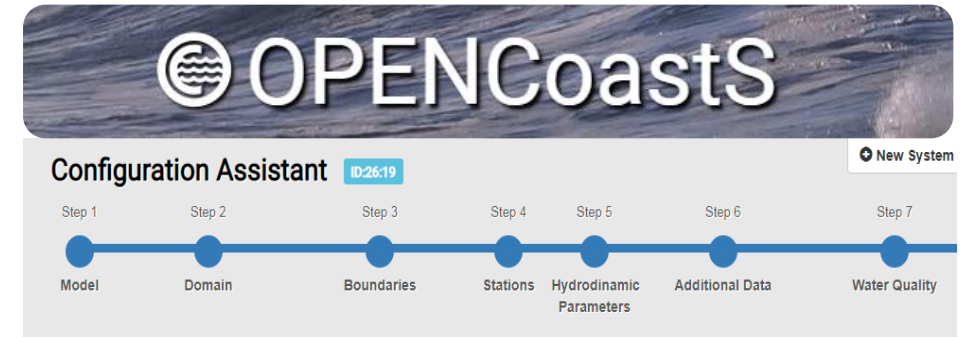 OPENCoastS
Configuration Assistant ID:26:19
New System
Step 1 Step 2 Step 3 Step 4 Step 5 Step 6 Step 7
Model Domain Boundaries Stations Hydrodinamic Parameters Additional Data Water Quality